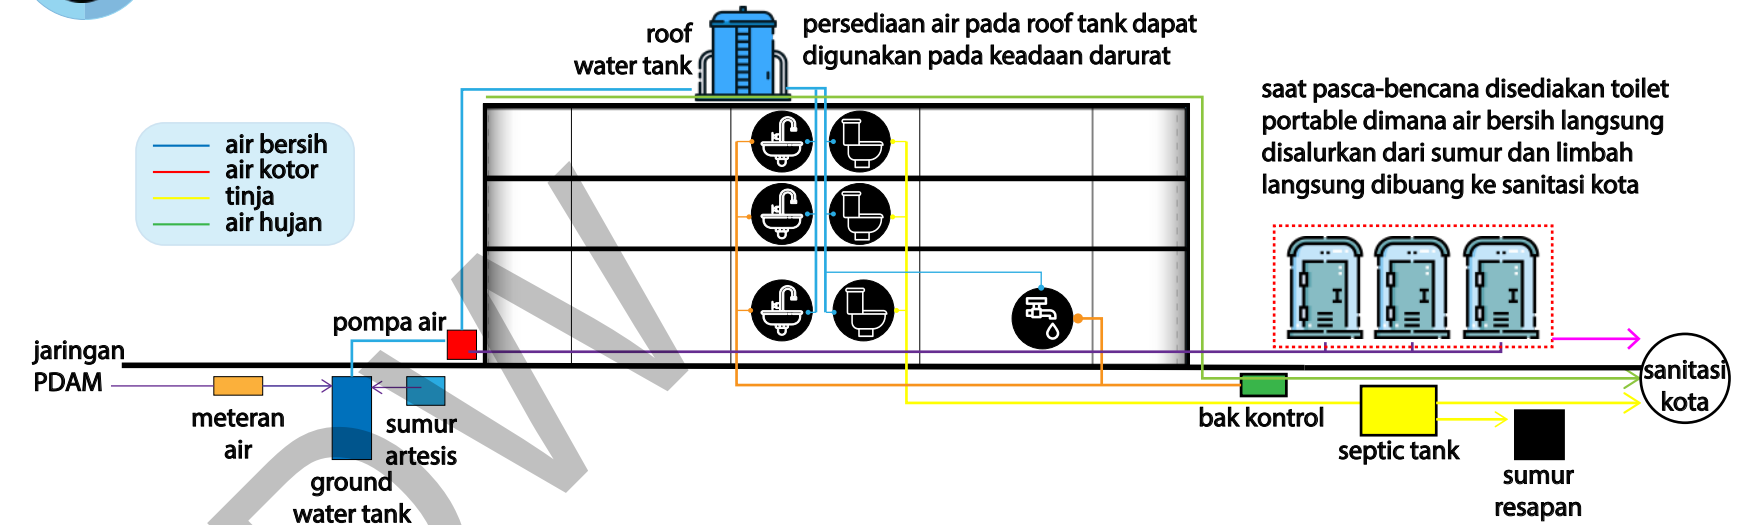 roof
water tank
persediaan air pada roof tank dapat
digunakan pada keadaan darurat
saat pasca-bencana disediakan toilet
portable dimana air bersih langsung
disalurkan dari sumur dan limbah
langsung dibuang ke sanitasi kota
air bersih
air kotor
tinja
air hujan
pompa air
jaringan
PDAM
meteran
air
sumur
artesis
ground
water tank
bak kontrol
septic tank
sumur
resapan
sanitasi
kota
DW